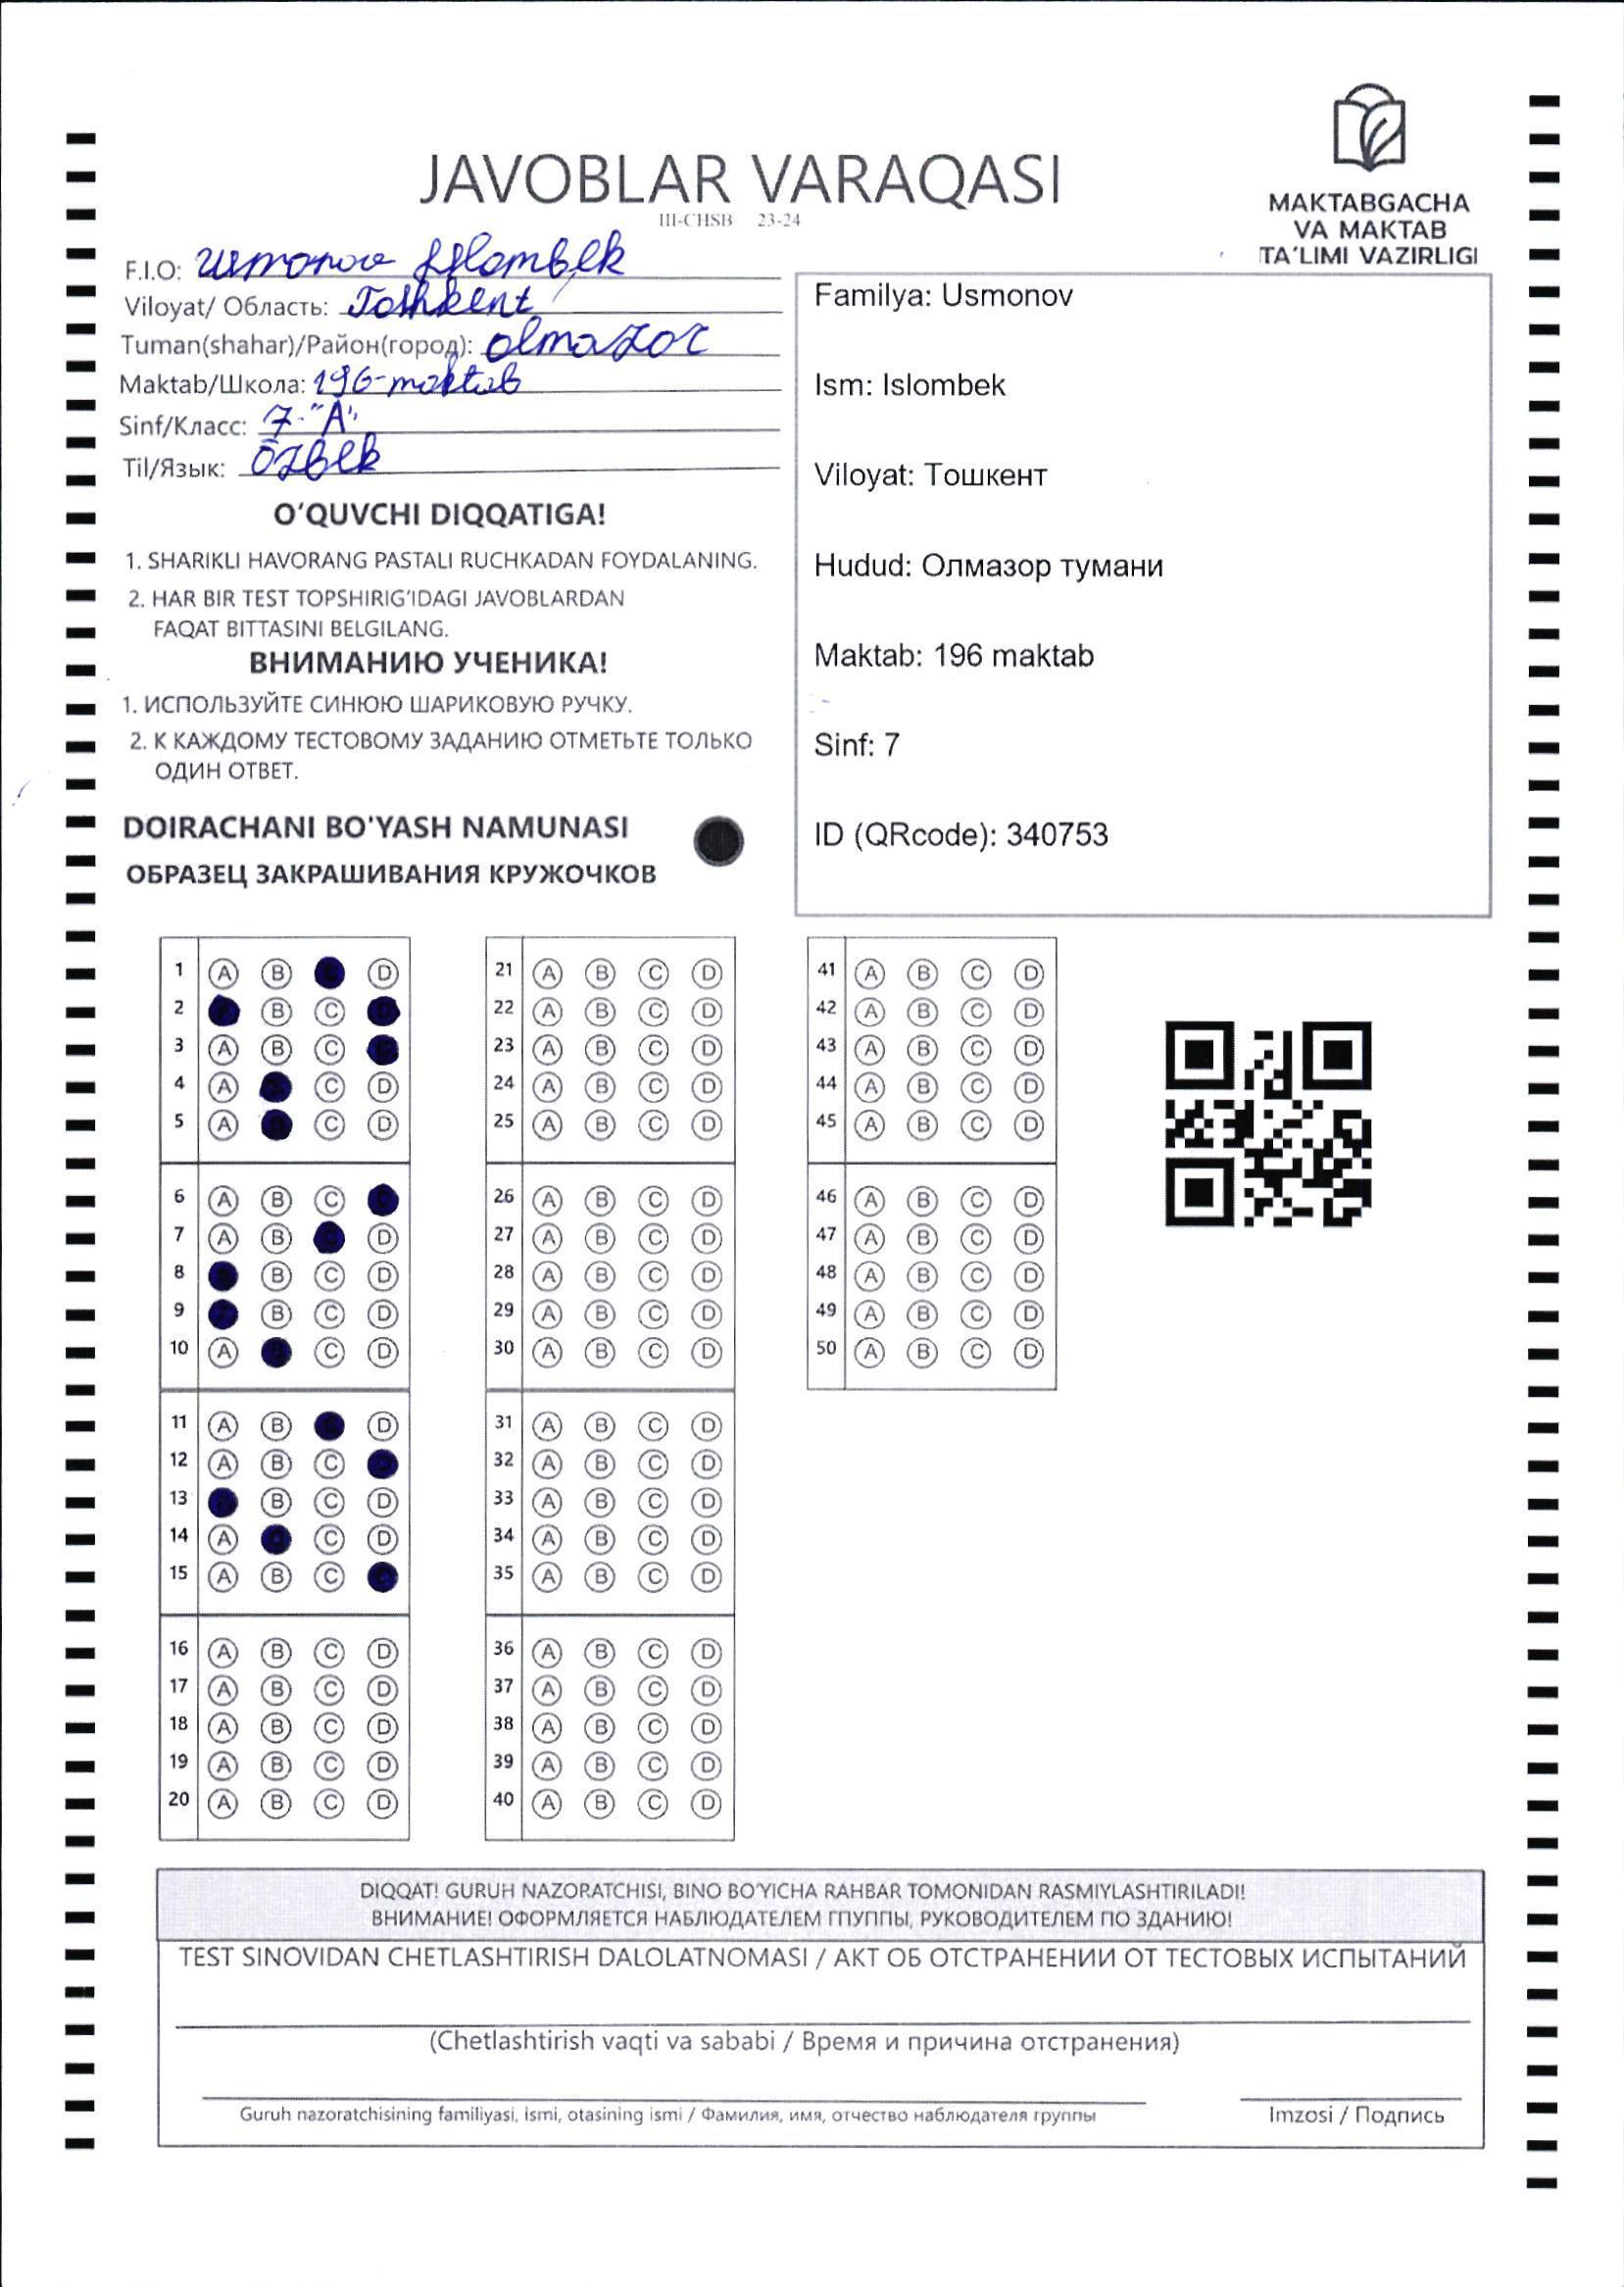 JAVOBLAR VARAQASI
III-CHSB 23-24
MAKTABGACHA
VA MAKTAB
TA'LIMI VAZIRLIGI
F.I.O: Usmonov Islombek
Viloyat/ Область: Toshkent
Tuman(shahar)/Район(город): olmazor
Maktab/Школа: 196-maktab
Sinf/Класс: 7-"A"
Til/Язык: Ozbek
O'QUVCHI DIQQATIGA!
1. SHARIKLI HAVORANG PASTALI RUCHKADAN FOYDALANING.
2. HAR BIR TEST TOPSHIRIG'IDAGI JAVOBLARDAN
FAQAT BITTASINI BELGILANG.
ВНИМАНИЮ УЧЕНИКА!
1. ИСПОЛЬЗУЙТЕ СИНЮЮ ШАРИКОВУЮ РУЧКУ.
2. К КАЖДОМУ ТЕСТОВОМУ ЗАДАНИЮ ОТМЕТЬТЕ ТОЛЬКО
ОДИН ОТВЕТ.
DOIRACHANI BO'YASH NAMUNASI
ОБРАЗЕЦ ЗАКРАШИВАНИЯ КРУЖОЧКОВ
Familya: Usmonov
Ism: Islombek
Viloyat: Тошкент
Hudud: Олмазор тумани
Maktab: 196 maktab
Sinf: 7
ID (QRcode): 340753
1 A B D
2 B C
3 A B C
4 A C D
5 A C D
6 A B C
7 A B D
8 B C D
9 B C D
10 A C D
11 A B D
12 A B C
13 B C D
14 A C D
15 A B C
16 A B C D
17 A B C D
18 A B C D
19 A B C D
20 A B C D
21 A B C D
22 A B C D
23 A B C D
24 A B C D
25 A B C D
26 A B C D
27 A B C D
28 A B C D
29 A B C D
30 A B C D
31 A B C D
32 A B C D
33 A B C D
34 A B C D
35 A B C D
36 A B C D
37 A B C D
38 A B C D
39 A B C D
40 A B C D
41 A B C D
42 A B C D
43 A B C D
44 A B C D
45 A B C D
46 A B C D
47 A B C D
48 A B C D
49 A B C D
50 A B C D
DIQQAT! GURUH NAZORATCHISI, BINO BO'YICHA RAHBAR TOMONIDAN RASMIYLASHTIRILADI!
ВНИМАНИЕ! ОФОРМЛЯЕТСЯ НАБЛЮДАТЕЛЕМ ГПУППЫ, РУКОВОДИТЕЛЕМ ПО ЗДАНИЮ!
TEST SINOVIDAN CHETLASHTIRISH DALOLATNOMASI / АКТ ОБ ОТСТРАНЕНИИ ОТ ТЕСТОВЫХ ИСПЫТАНИЙ
(Chetlashtirish vaqti va sababi / Время и причина отстранения)
Guruh nazoratchisining familiyasi, ismi, otasining ismi / Фамилия, имя, отчество наблюдателя группы
Imzosi / Подпись